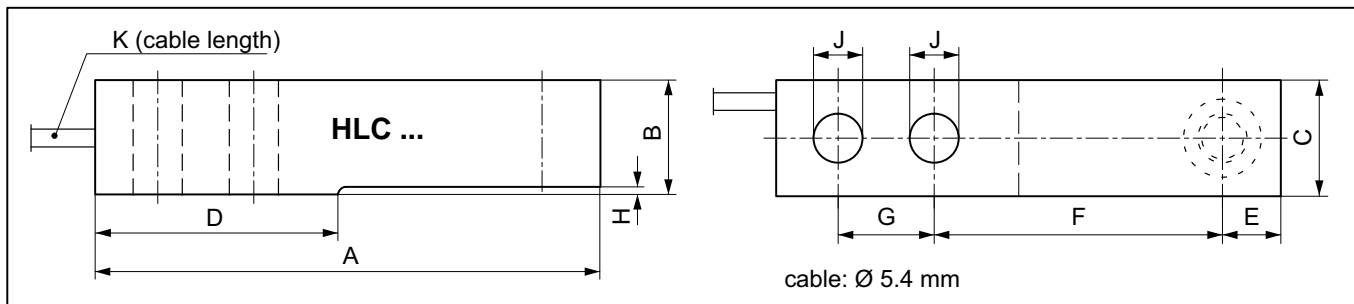 K (cable length)
HLC ...
B
H
D
A
J
J
C
G
F
E
cable: Ø 5.4 mm